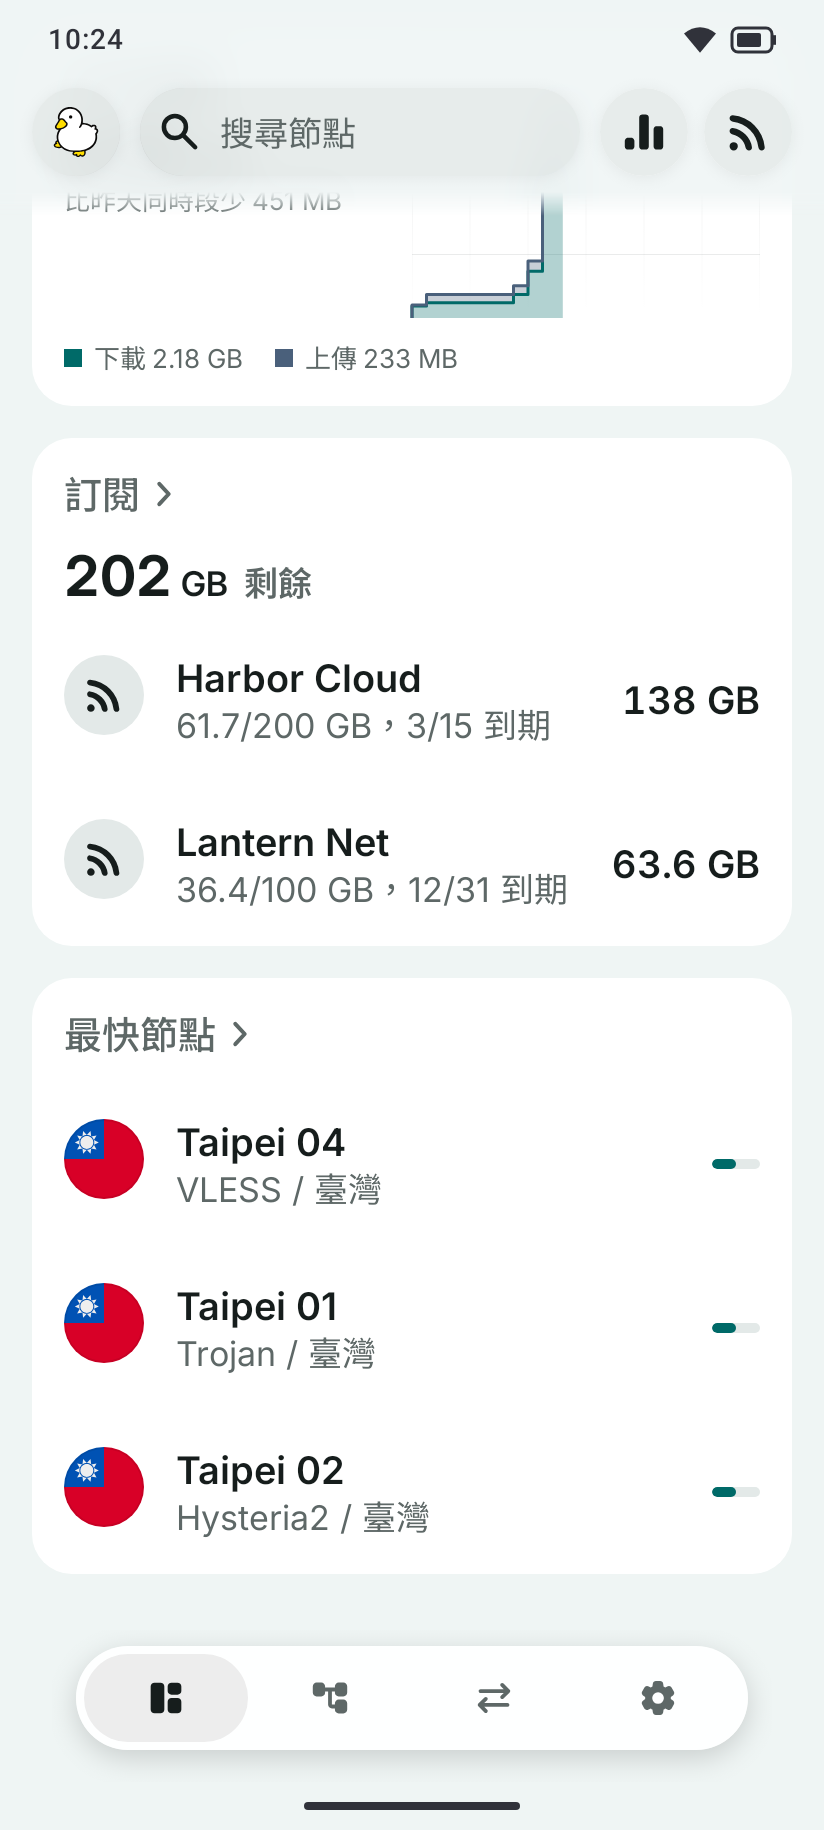 10:24
搜尋節點
比昨天同時段少 451 MB
下載 2.18 GB
上傳 233 MB
訂閱
202 GB 剩餘
Harbor Cloud
61.7/200 GB，3/15 到期
138 GB
Lantern Net
36.4/100 GB，12/31 到期
63.6 GB
最快節點
Taipei 04
VLESS / 臺灣
Taipei 01
Trojan / 臺灣
Taipei 02
Hysteria2 / 臺灣